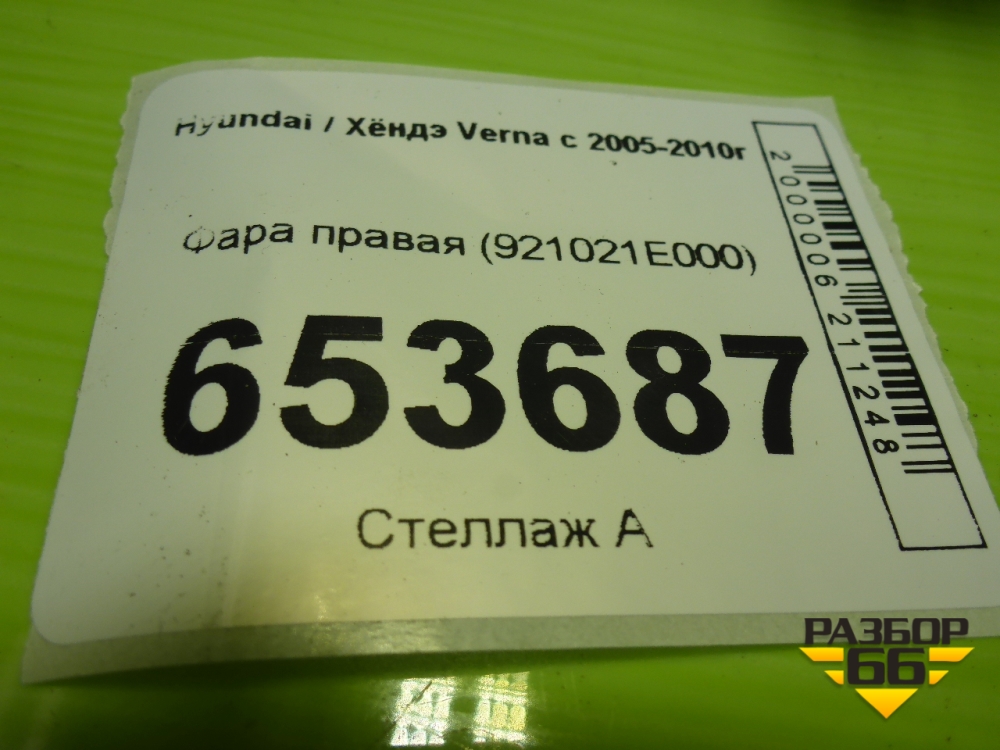 Hyundai / Хёндэ Verna с 2005-2010г
Фара правая (921021E000)
653687
Стеллаж А
2000006211248
РАЗБОР
66